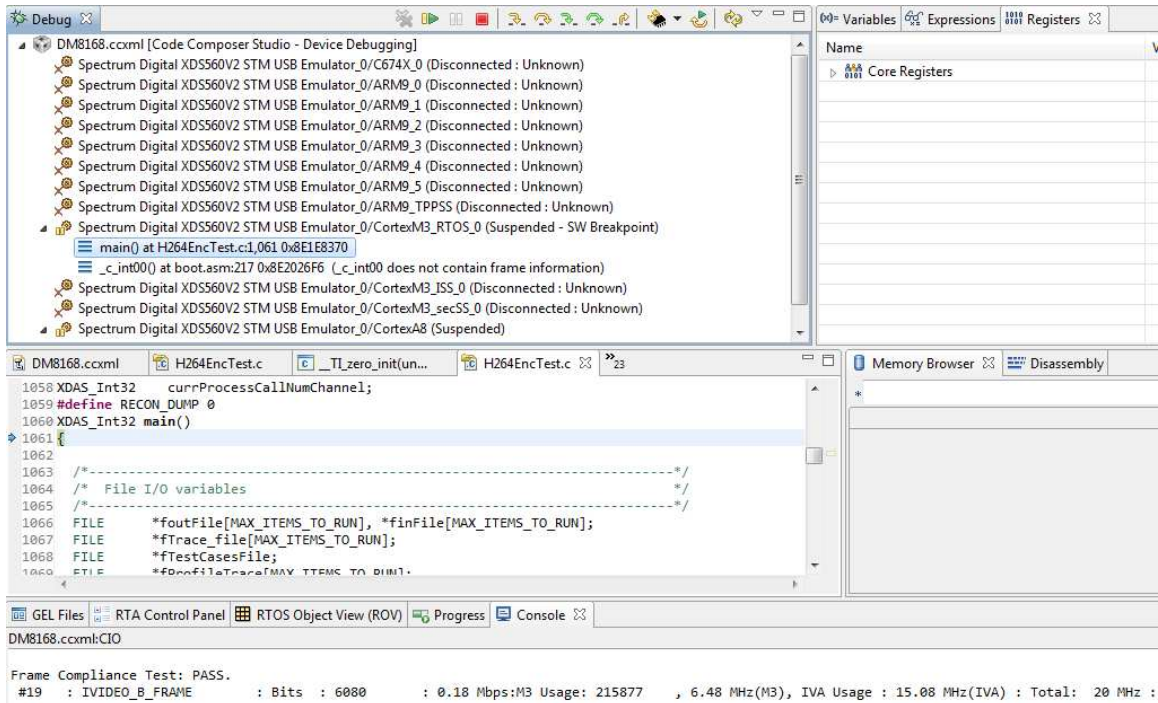 Debug
DM8168.ccxml [Code Composer Studio - Device Debugging]
Spectrum Digital XDS560V2 STM USB Emulator_0/C674X_0 (Disconnected : Unknown)
Spectrum Digital XDS560V2 STM USB Emulator_0/ARM9_0 (Disconnected : Unknown)
Spectrum Digital XDS560V2 STM USB Emulator_0/ARM9_1 (Disconnected : Unknown)
Spectrum Digital XDS560V2 STM USB Emulator_0/ARM9_2 (Disconnected : Unknown)
Spectrum Digital XDS560V2 STM USB Emulator_0/ARM9_3 (Disconnected : Unknown)
Spectrum Digital XDS560V2 STM USB Emulator_0/ARM9_4 (Disconnected : Unknown)
Spectrum Digital XDS560V2 STM USB Emulator_0/ARM9_5 (Disconnected : Unknown)
Spectrum Digital XDS560V2 STM USB Emulator_0/ARM9_TPPSS (Disconnected : Unknown)
Spectrum Digital XDS560V2 STM USB Emulator_0/CortexM3_RTOS_0 (Suspended - SW Breakpoint)
main() at H264EncTest.c:1,061 0x8E1E8370
_c_int00() at boot.asm:217 0x8E2026F6 (_c_int00 does not contain frame information)
Spectrum Digital XDS560V2 STM USB Emulator_0/CortexM3_ISS_0 (Disconnected : Unknown)
Spectrum Digital XDS560V2 STM USB Emulator_0/CortexM3_secSS_0 (Disconnected : Unknown)
Spectrum Digital XDS560V2 STM USB Emulator_0/CortexA8 (Suspended)
(x)= Variables Expressions Registers
Name V
Core Registers
DM8168.ccxml H264EncTest.c __TI_zero_init(un... H264EncTest.c »23
1058 XDAS_Int32 currProcessCallNumChannel;
1059 #define RECON_DUMP 0
1060 XDAS_Int32 main()
1061 {
1062
1063 /*-----------------------------------------------------------------------*/
1064 /* File I/O variables */
1065 /*-----------------------------------------------------------------------*/
1066 FILE *foutFile[MAX_ITEMS_TO_RUN], *finFile[MAX_ITEMS_TO_RUN];
1067 FILE *fTrace_file[MAX_ITEMS_TO_RUN];
1068 FILE *fTestCasesFile;
1069 FILE *fProfileTrace[MAX_ITEMS_TO_RUN];
Memory Browser Disassembly
*
GEL Files RTA Control Panel RTOS Object View (ROV) Progress Console
DM8168.ccxml:CIO
Frame Compliance Test: PASS.
#19 : IVIDEO_B_FRAME : Bits : 6080 : 0.18 Mbps:M3 Usage: 215877 , 6.48 MHz(M3), IVA Usage : 15.08 MHz(IVA) : Total: 20 MHz :